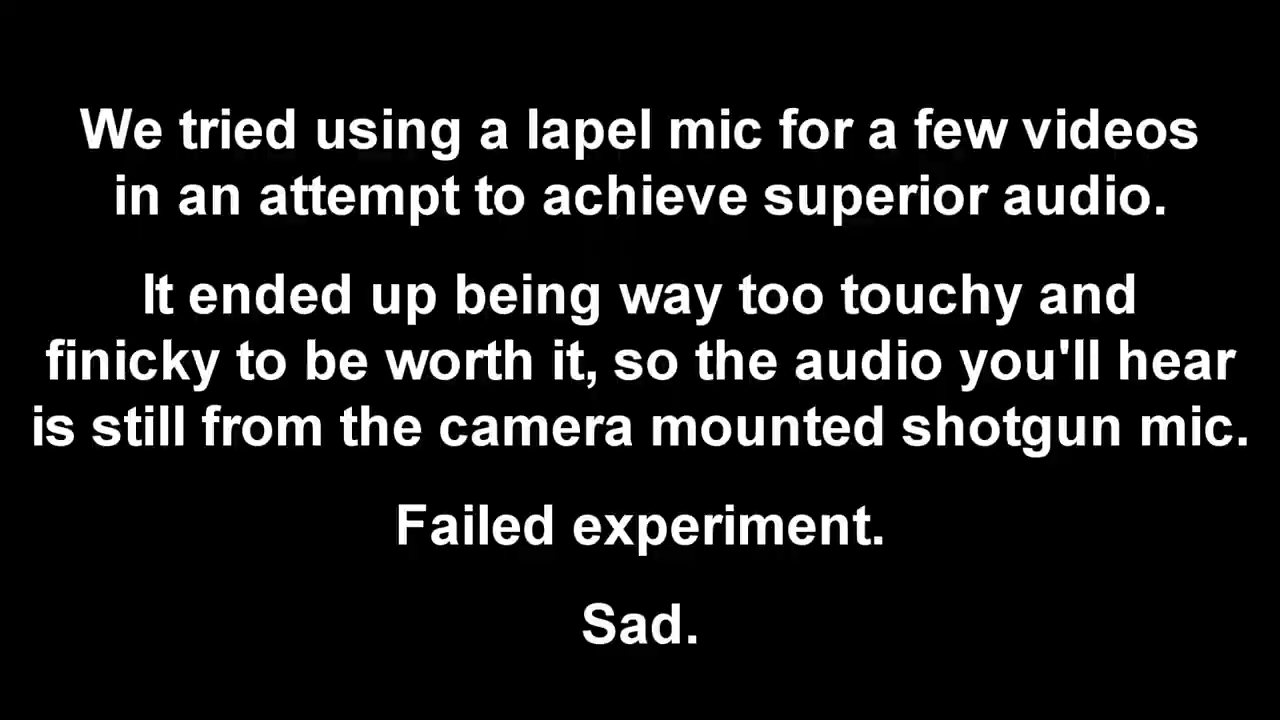 We tried using a lapel mic for a few videos
in an attempt to achieve superior audio.
It ended up being way too touchy and
finicky to be worth it, so the audio you'll hear
is still from the camera mounted shotgun mic.
Failed experiment.
Sad.